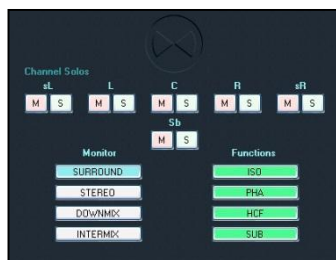 Channel Solos
sL L C R sR
M S M S M S M S M S
Sb
M S
Monitor Functions
SURROUND ISO
STEREO PHA
DOWNMIX HCF
INTERMIX SUB